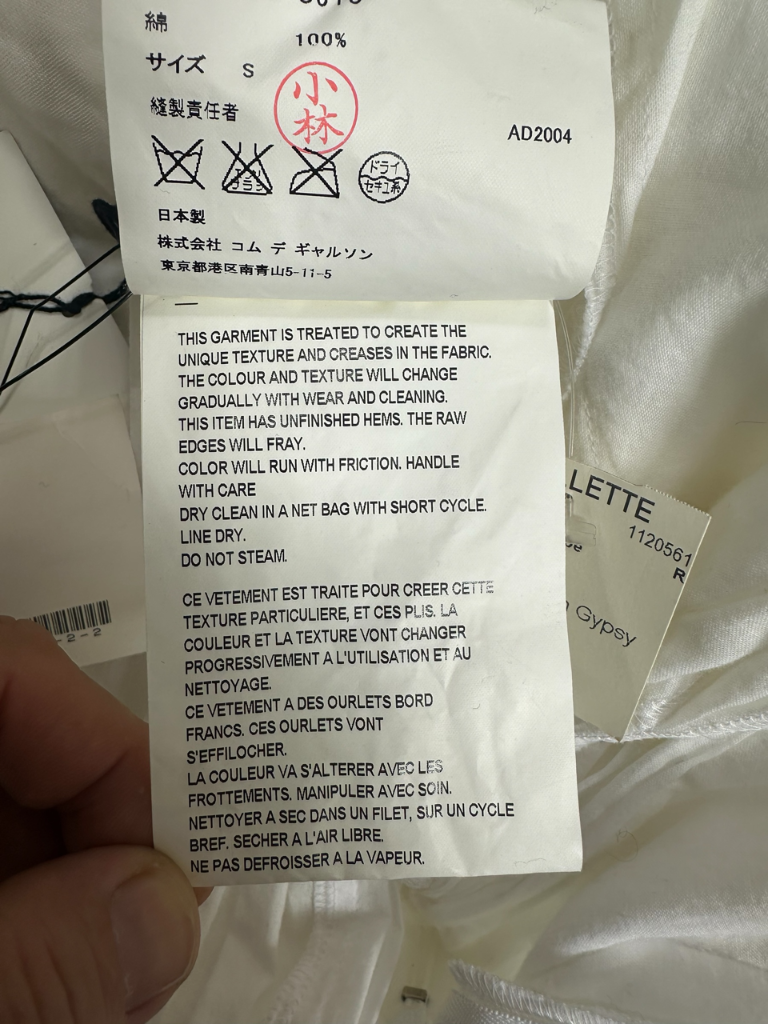 綿
100%
サイズ S
縫製責任者
小林
AD2004
ドライ
セキユ系
日本製
株式会社 コム デ ギャルソン
東京都港区南青山5-11-5
THIS GARMENT IS TREATED TO CREATE THE
UNIQUE TEXTURE AND CREASES IN THE FABRIC.
THE COLOUR AND TEXTURE WILL CHANGE
GRADUALLY WITH WEAR AND CLEANING.
THIS ITEM HAS UNFINISHED HEMS. THE RAW
EDGES WILL FRAY.
COLOR WILL RUN WITH FRICTION. HANDLE
WITH CARE
DRY CLEAN IN A NET BAG WITH SHORT CYCLE.
LINE DRY.
DO NOT STEAM.
CE VETEMENT EST TRAITE POUR CREER CETTE
TEXTURE PARTICULIERE, ET CES PLIS. LA
COULEUR ET LA TEXTURE VONT CHANGER
PROGRESSIVEMENT A L'UTILISATION ET AU
NETTOYAGE.
CE VETEMENT A DES OURLETS BORD
FRANCS. CES OURLETS VONT
S'EFFILOCHER.
LA COULEUR VA S'ALTERER AVEC LES
FROTTEMENTS. MANIPULER AVEC SOIN.
NETTOYER A SEC DANS UN FILET, SUR UN CYCLE
BREF. SECHER A L'AIR LIBRE.
NE PAS DEFROISSER A LA VAPEUR.
LETTE
1120561
R
Gypsy
-2-2